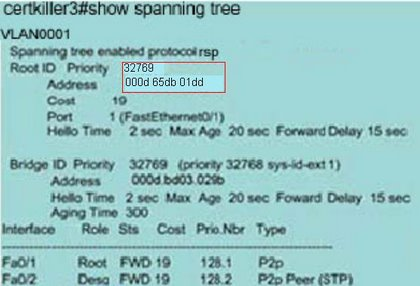 certkiller3#show spanning tree
VLAN0001
Spanning tree enabled protocol rsp
Root ID Priority 32769
Address 000d 65db 01dd
Cost 19
Port 1 (FastEthernet0/1)
Hello Time 2 sec Max Age 20 sec Forward Delay 15 sec
Bridge ID Priority 32769 (priority 32768 sys-id-ext 1)
Address 000d.bd03.029b
Hello Time 2 sec Max Age 20 sec Forward Delay 15 sec
Aging Time 300
Interface Role Sts Cost Prio.Nbr Type
Fa0/1 Root FWD 19 128.1 P2p
Fa0/2 Desg FWD 19 128.2 P2p Peer (STP)